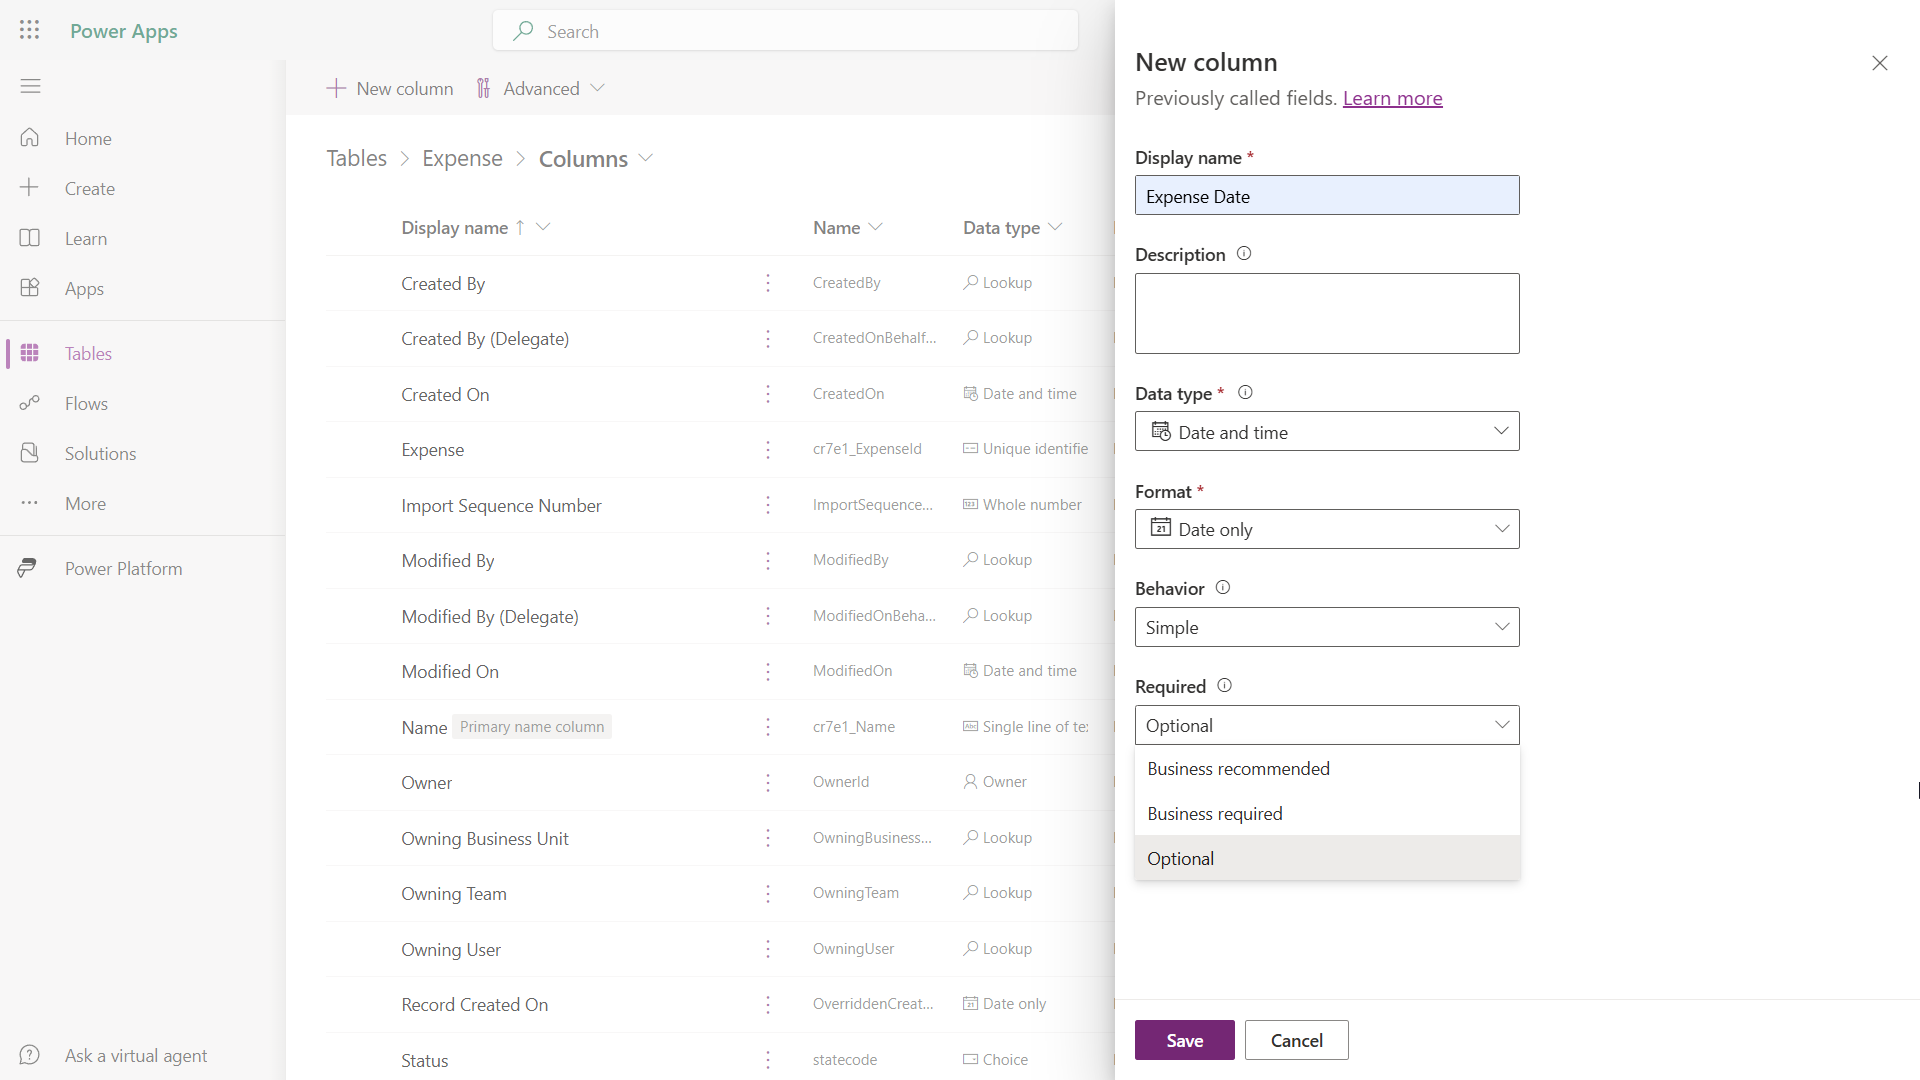 Power Apps
Search
Home
Create
Learn
Apps
Tables
Flows
Solutions
More
Power Platform
Ask a virtual agent
New column
Advanced
Tables > Expense > Columns
Display name ↑ Name Data type
Created By CreatedBy Lookup
Created By (Delegate) CreatedOnBehalf... Lookup
Created On CreatedOn Date and time
Expense cr7e1_ExpenseId Unique identifie
Import Sequence Number ImportSequence... Whole number
Modified By ModifiedBy Lookup
Modified By (Delegate) ModifiedOnBeha... Lookup
Modified On ModifiedOn Date and time
Name Primary name column cr7e1_Name Single line of te
Owner OwnerId Owner
Owning Business Unit OwningBusiness... Lookup
Owning Team OwningTeam Lookup
Owning User OwningUser Lookup
Record Created On OverriddenCreat... Date only
Status statecode Choice
New column
Previously called fields. Learn more
Display name *
Expense Date
Description
Data type *
Date and time
Format *
Date only
Behavior
Simple
Required
Optional
Business recommended
Business required
Optional
Save Cancel